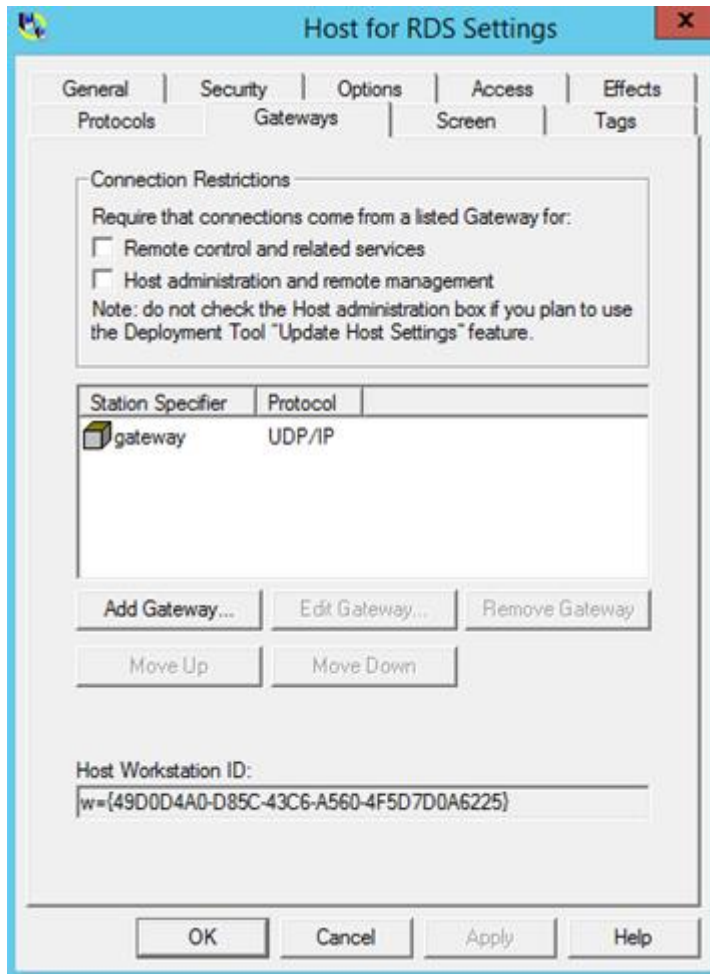 Host for RDS Settings
General Security Options Access Effects
Protocols Gateways Screen Tags
Connection Restrictions
Require that connections come from a listed Gateway for:
Remote control and related services
Host administration and remote management
Note: do not check the Host administration box if you plan to use
the Deployment Tool "Update Host Settings" feature.
Station Specifier Protocol
gateway UDP/IP
Add Gateway... Edit Gateway... Remove Gateway
Move Up Move Down
Host Workstation ID:
w={49D0D4A0-D85C-43C6-A560-4F5D7D0A6225}
OK Cancel Apply Help